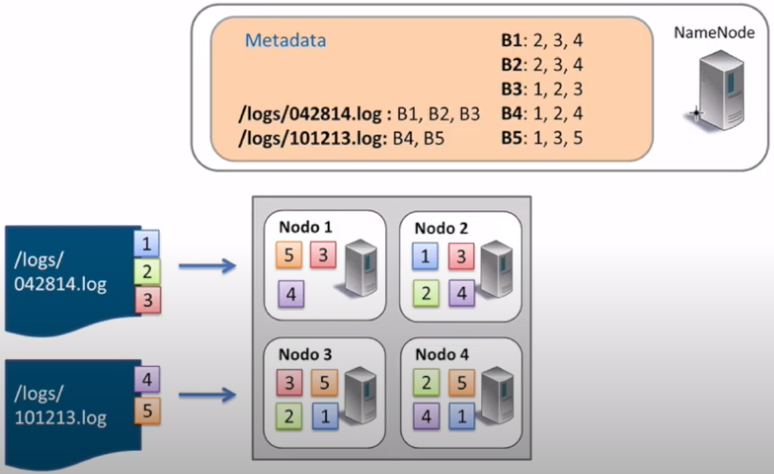 Metadata
NameNode
B1: 2, 3, 4
B2: 2, 3, 4
B3: 1, 2, 3
/logs/042814.log : B1, B2, B3
B4: 1, 2, 4
/logs/101213.log: B4, B5
B5: 1, 3, 5
/logs/
042814.log
1
2
3
/logs/
101213.log
4
5
Nodo 1
5 3
4
Nodo 2
1 3
2 4
Nodo 3
3 5
2 1
Nodo 4
2 5
4 1